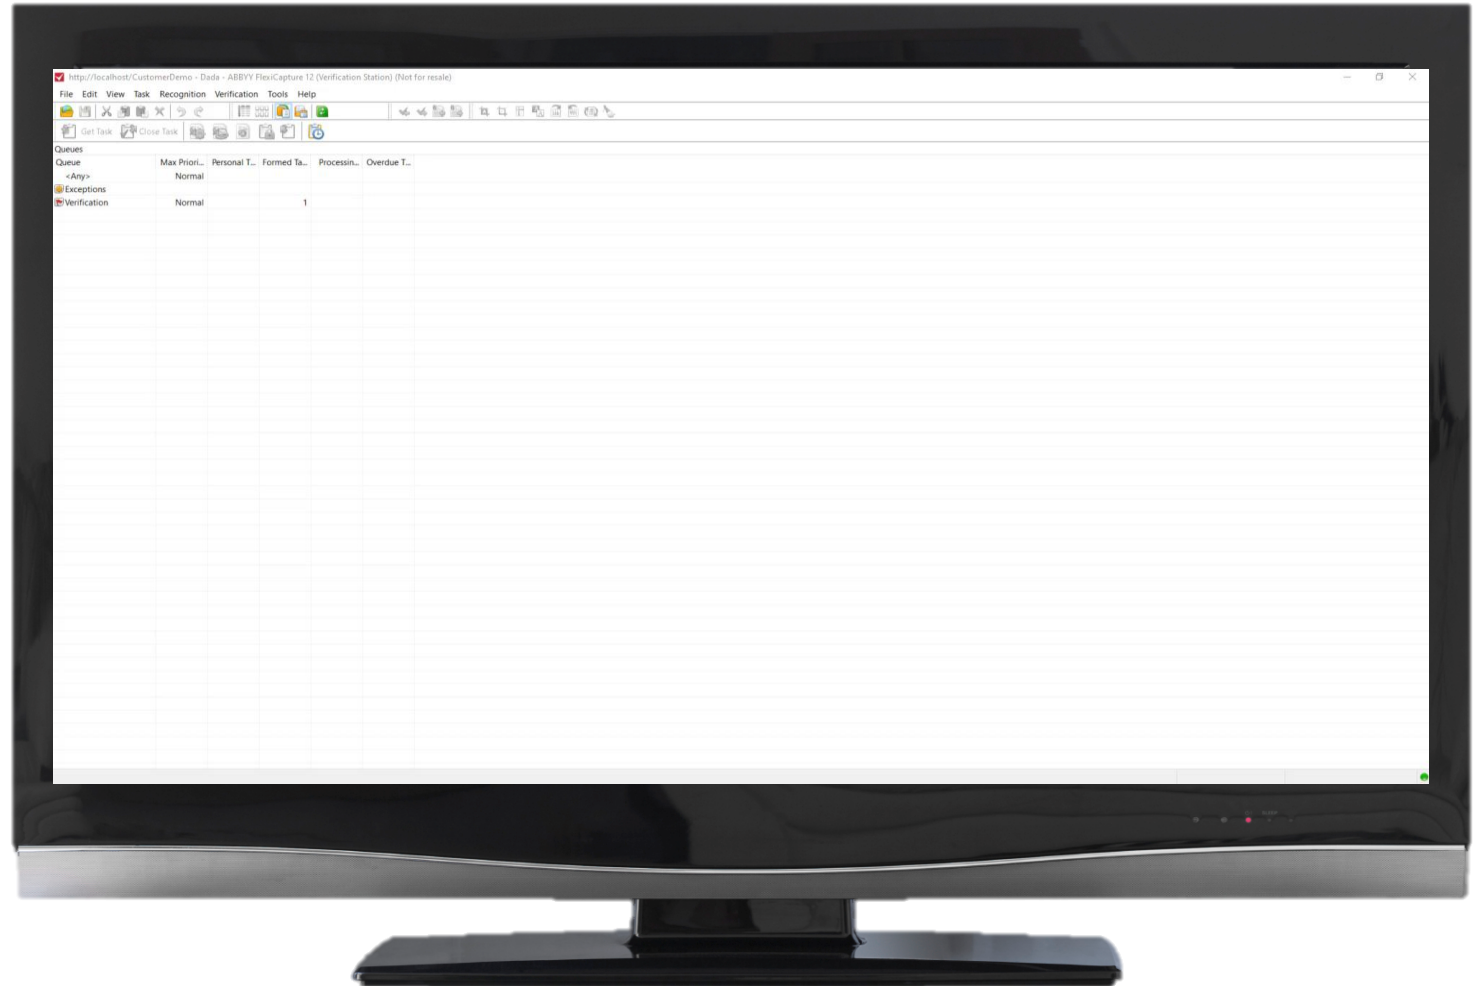 http://localhost/CustomerDemo - Dada - ABBYY FlexiCapture 12 (Verification Station) (Not for resale)
File Edit View Task Recognition Verification Tools Help
Get Task Close Task
Queues
Queue Max Priori... Personal T... Formed Ta... Processin... Overdue T...
<Any> Normal
Exceptions
Verification Normal 1